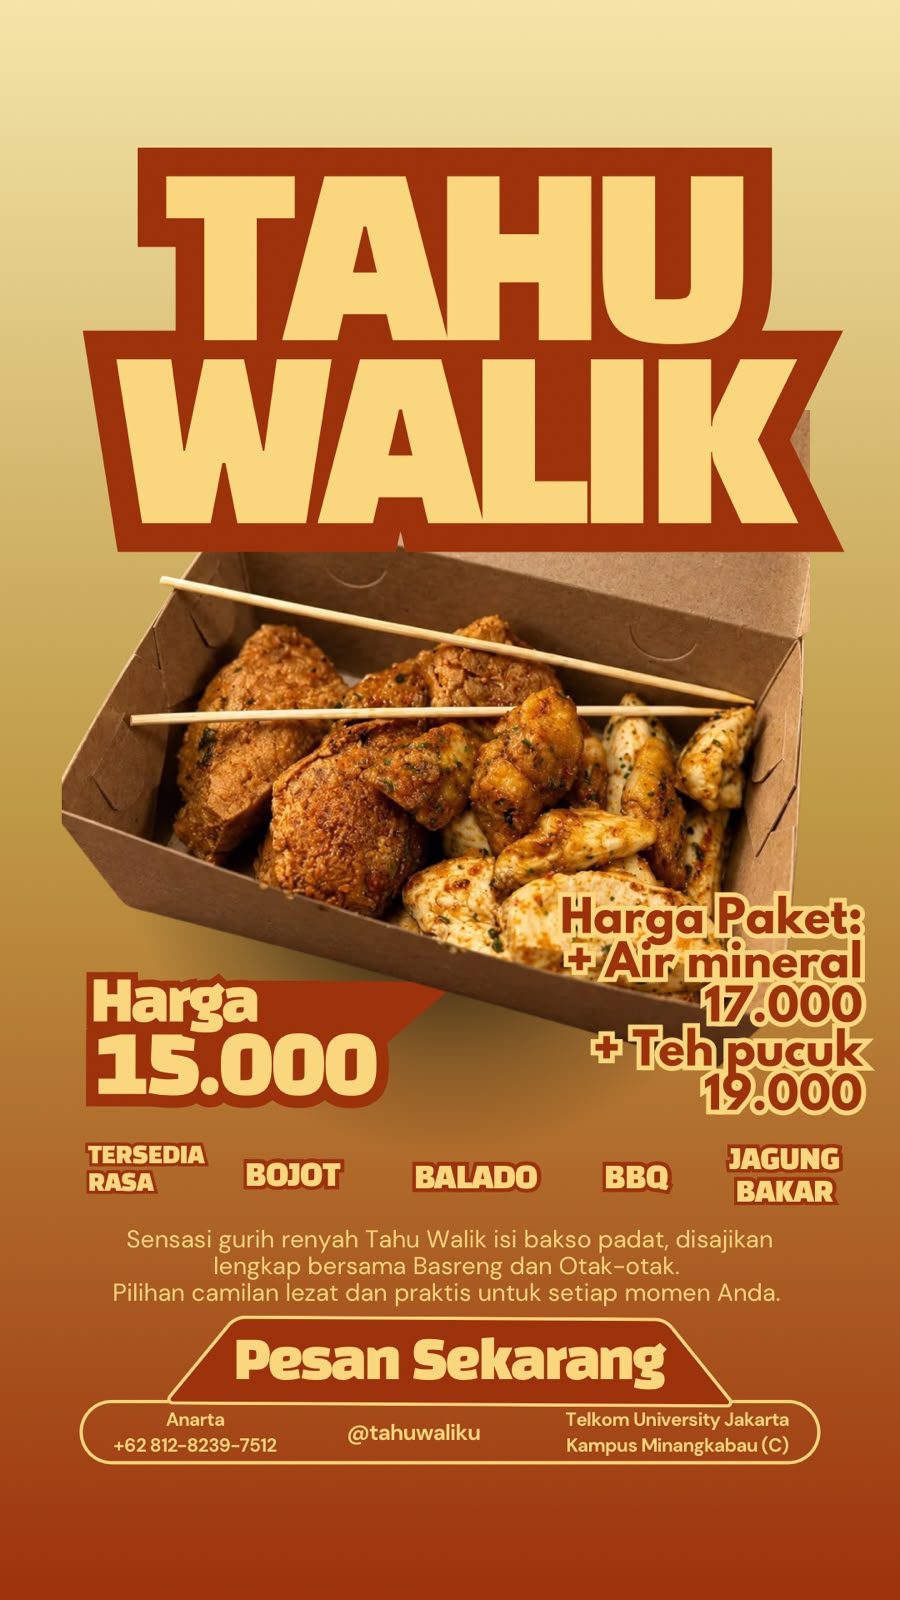 TAHU
WALIK
Harga Paket:
+ Air mineral
17.000
+ Teh pucuk
19.000
Harga
15.000
TERSEDIA
RASA
BOJOT
BALADO
BBQ
JAGUNG
BAKAR
Sensasi gurih renyah Tahu Walik isi bakso padat, disajikan
lengkap bersama Basreng dan Otak-otak.
Pilihan camilan lezat dan praktis untuk setiap momen Anda.
Pesan Sekarang
Anarta
+62 812-8239-7512
@tahuwaliku
Telkom University Jakarta
Kampus Minangkabau (C)